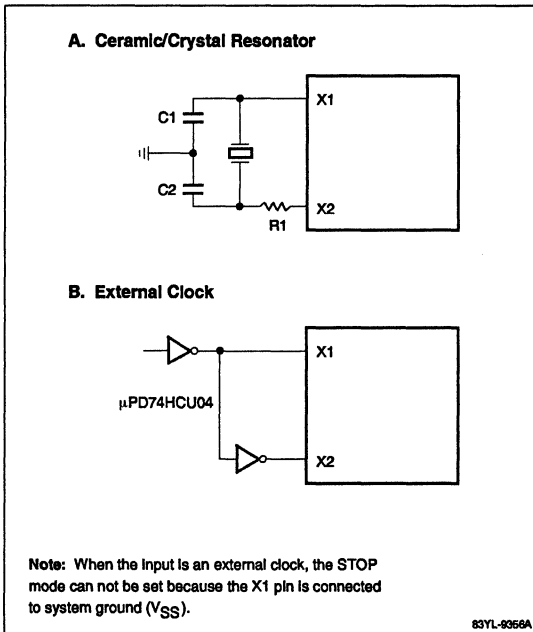 A. Ceramic/Crystal Resonator
C1
X1
C2
X2
R1
B. External Clock
X1
μPD74HCU04
X2
Note: When the input is an external clock, the STOP
mode can not be set because the X1 pin is connected
to system ground (VSS).
83YL-9356A